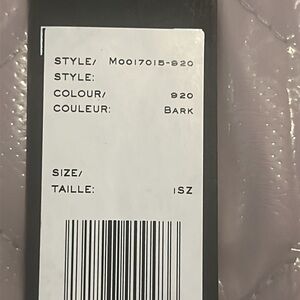 STYLE/ M0017015-920
STYLE:
COLOUR/ 920
COULEUR: BARK
SIZE/
TAILLE: 1SZ